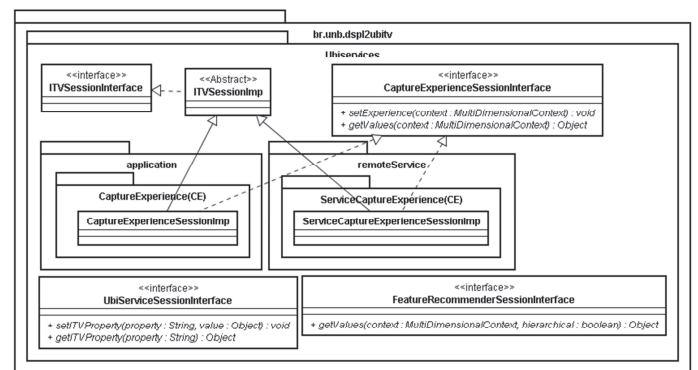 br.unb.dspl2ubitv
Ubiservices
<<interface>>
ITVSessionInterface
<<Abstract>>
ITVSessionImp
<<interface>>
CaptureExperienceSessionInterface
+ setExperience(context : MultiDimensionalContext) : void
+ getValues(context : MultiDimensionalContext) : Object
application
CaptureExperience(CE)
CaptureExperienceSessionImp
remoteService
ServiceCaptureExperience(CE)
ServiceCaptureExperienceSessionImp
<<interface>>
UbiServiceSessionInterface
+ setITVProperty(property : String, value : Object) : void
+ getITVProperty(property : String) : Object
<<interface>>
FeatureRecommenderSessionInterface
+ getValues(context : MultiDimensionalContext, hierarchical : boolean) : Object